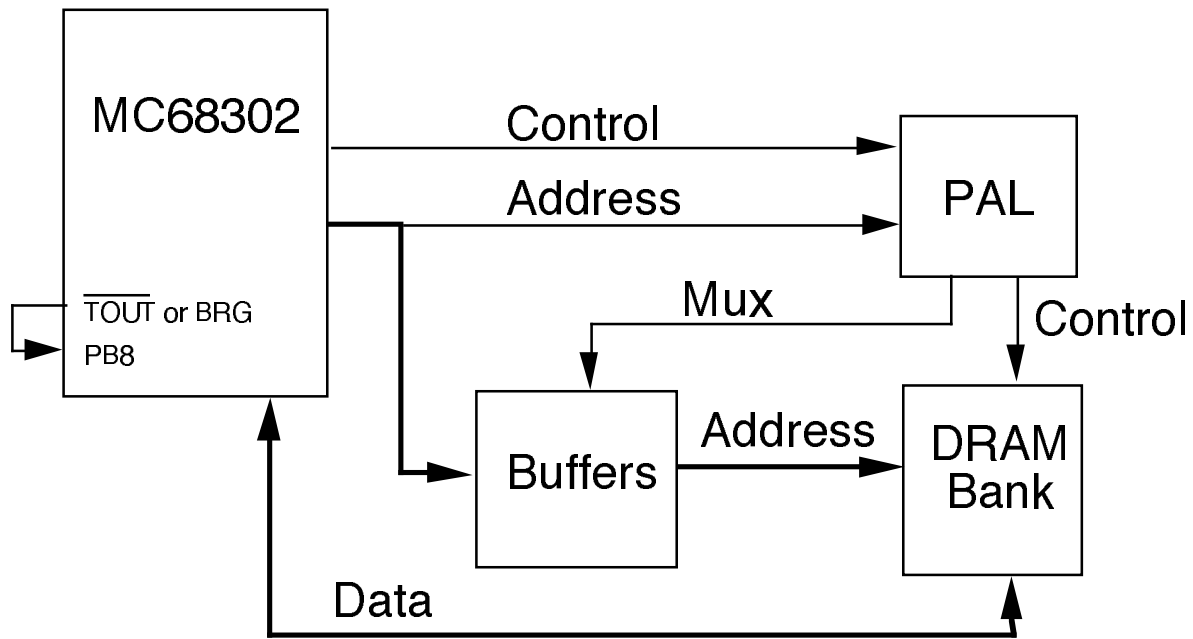 MC68302
Control
Address
PAL
TOUT or BRG
PB8
Mux
Control
Buffers
Address
DRAM
Bank
Data